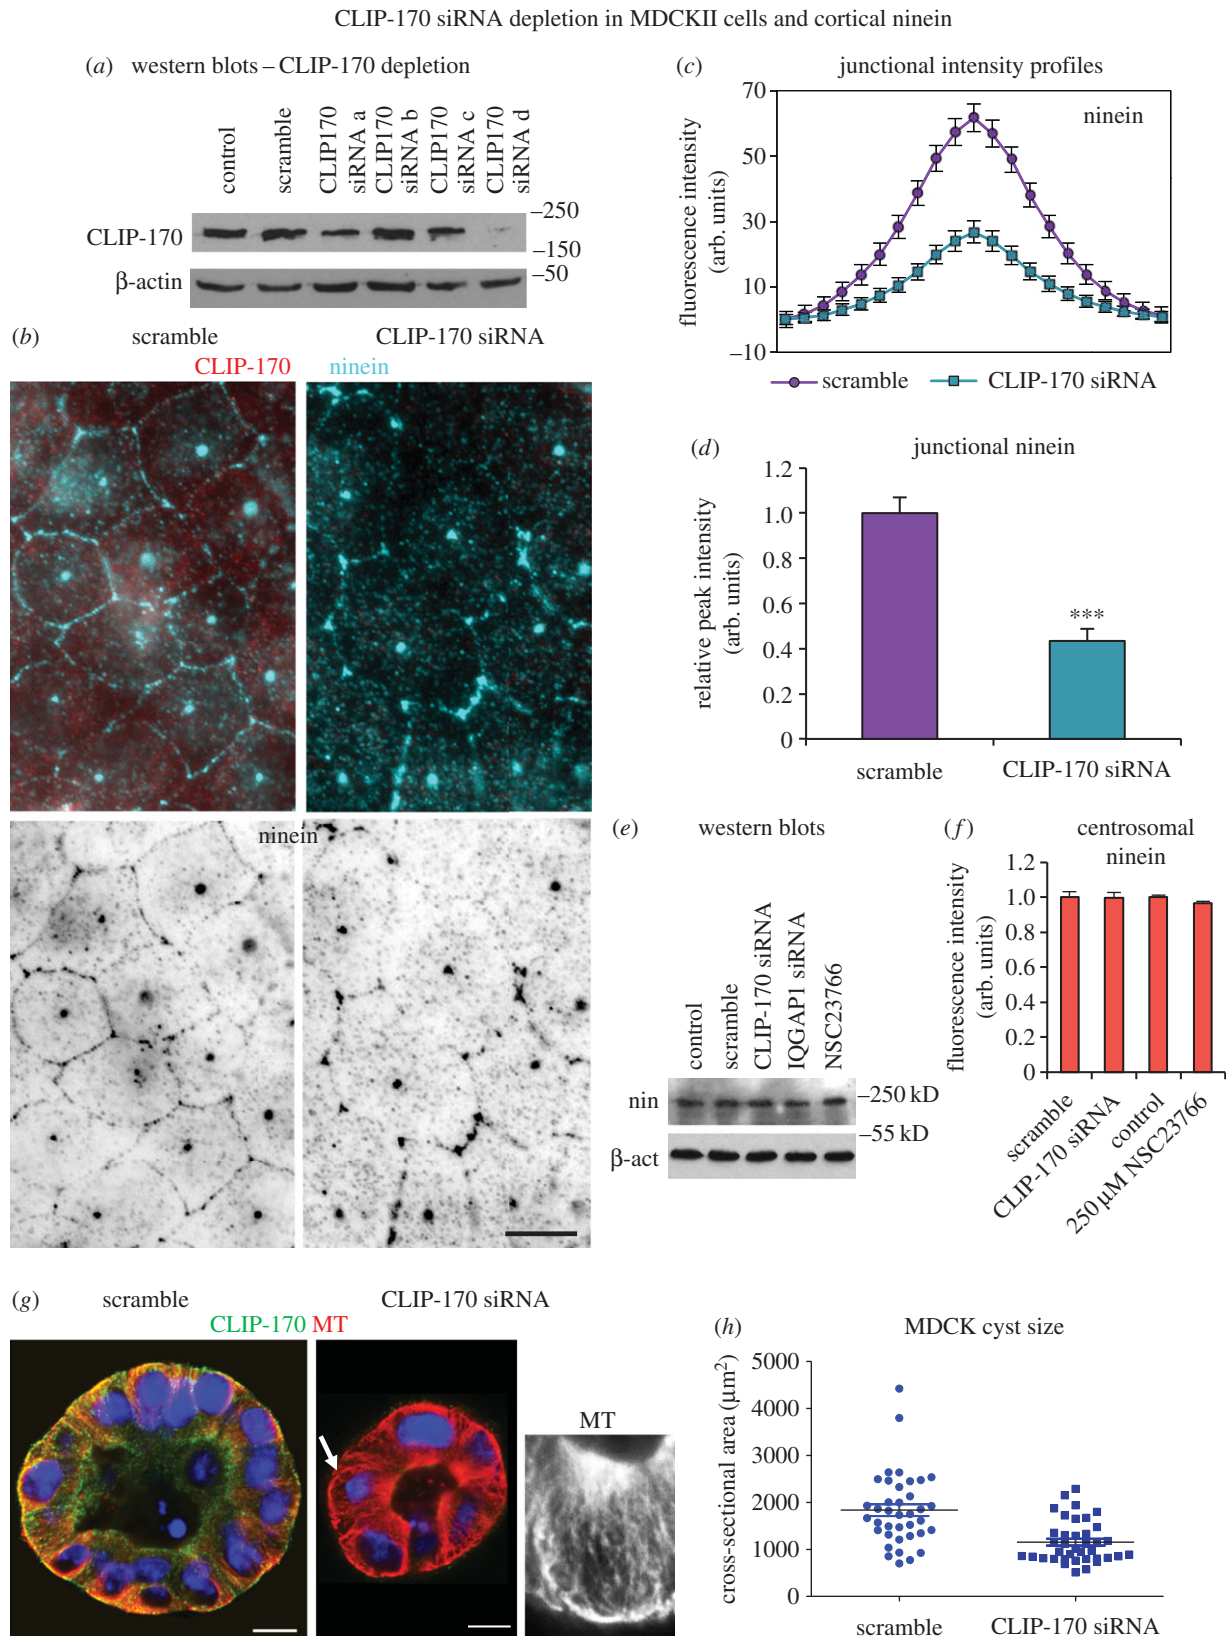 CLIP-170 siRNA depletion in MDCKII cells and cortical ninein
(a) western blots – CLIP-170 depletion
control
scramble
CLIP170 siRNA a
CLIP170 siRNA b
CLIP170 siRNA c
CLIP170 siRNA d
CLIP-170
–250
–150
β-actin
–50
(b)
scramble
CLIP-170 siRNA
CLIP-170 ninein
ninein
(c) junctional intensity profiles
ninein
fluorescence intensity
(arb. units)
70
50
30
10
–10
scramble
CLIP-170 siRNA
(d) junctional ninein
relative peak intensity
(arb. units)
1.2
1.0
0.8
0.6
0.4
0.2
0
***
scramble
CLIP-170 siRNA
(e) western blots
control
scramble
CLIP-170 siRNA
IQGAP1 siRNA
NSC23766
nin
–250 kD
–55 kD
β-act
(f) centrosomal
ninein
fluorescence intensity
(arb. units)
1.2
1.0
0.8
0.6
0.4
0.2
0
scramble
CLIP-170 siRNA
control
250 µM NSC23766
(g)
scramble
CLIP-170 siRNA
CLIP-170 MT
MT
(h) MDCK cyst size
cross-sectional area (µm²)
5000
4000
3000
2000
1000
0
scramble
CLIP-170 siRNA